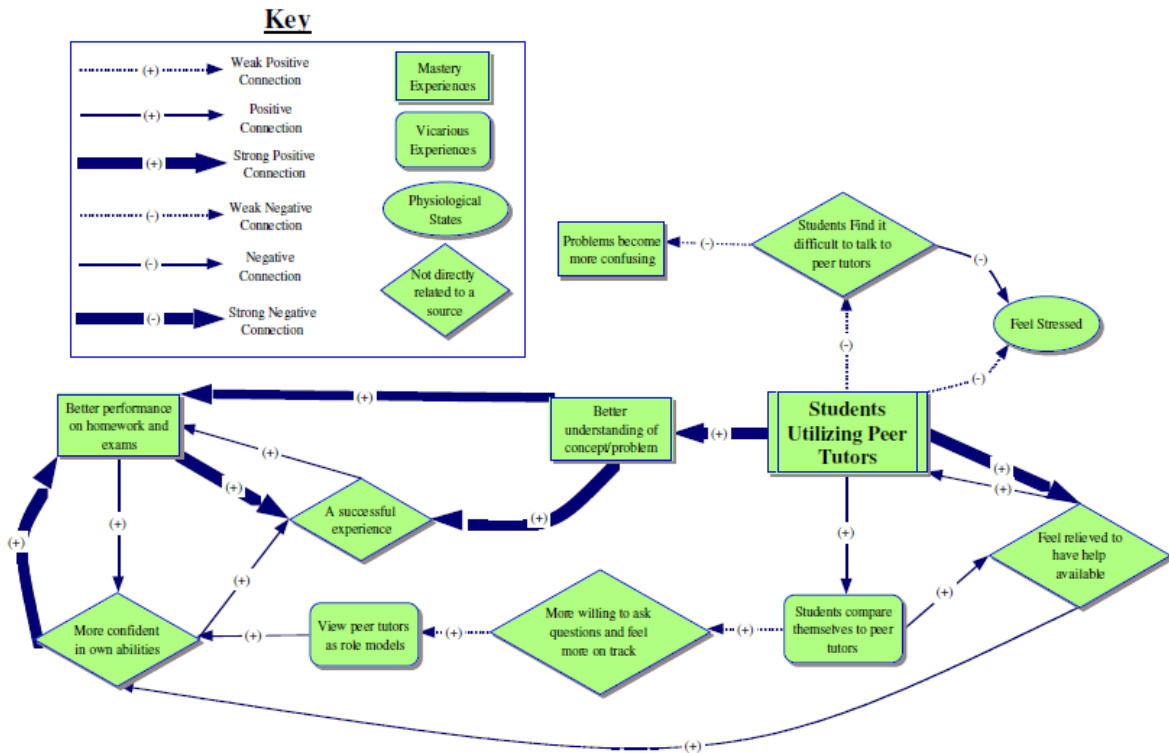 Key
(+)
Weak Positive
Connection
(+)
Positive
Connection
(+)
Strong Positive
Connection
(-)
Weak Negative
Connection
(-)
Negative
Connection
(-)
Strong Negative
Connection
Mastery
Experiences
Vicarious
Experiences
Physiological
States
Not directly
related to a
source
Problems become
more confusing
(-)
Students Find it
difficult to talk to
peer tutors
(-)
Feel Stressed
(-)
(-)
Better performance
on homework and
exams
(+)
Better
understanding of
concept/problem
(+)
Students
Utilizing Peer
Tutors
(+)
(+)
(+)
(+)
A successful
experience
(+)
(+)
(+)
(+)
Feel relieved to
have help
available
(+)
(+)
(+)
More confident
in own abilities
(+)
View peer tutors
as role models
(+)
More willing to ask
questions and feel
more on track
(+)
Students compare
themselves to peer
tutors
(+)